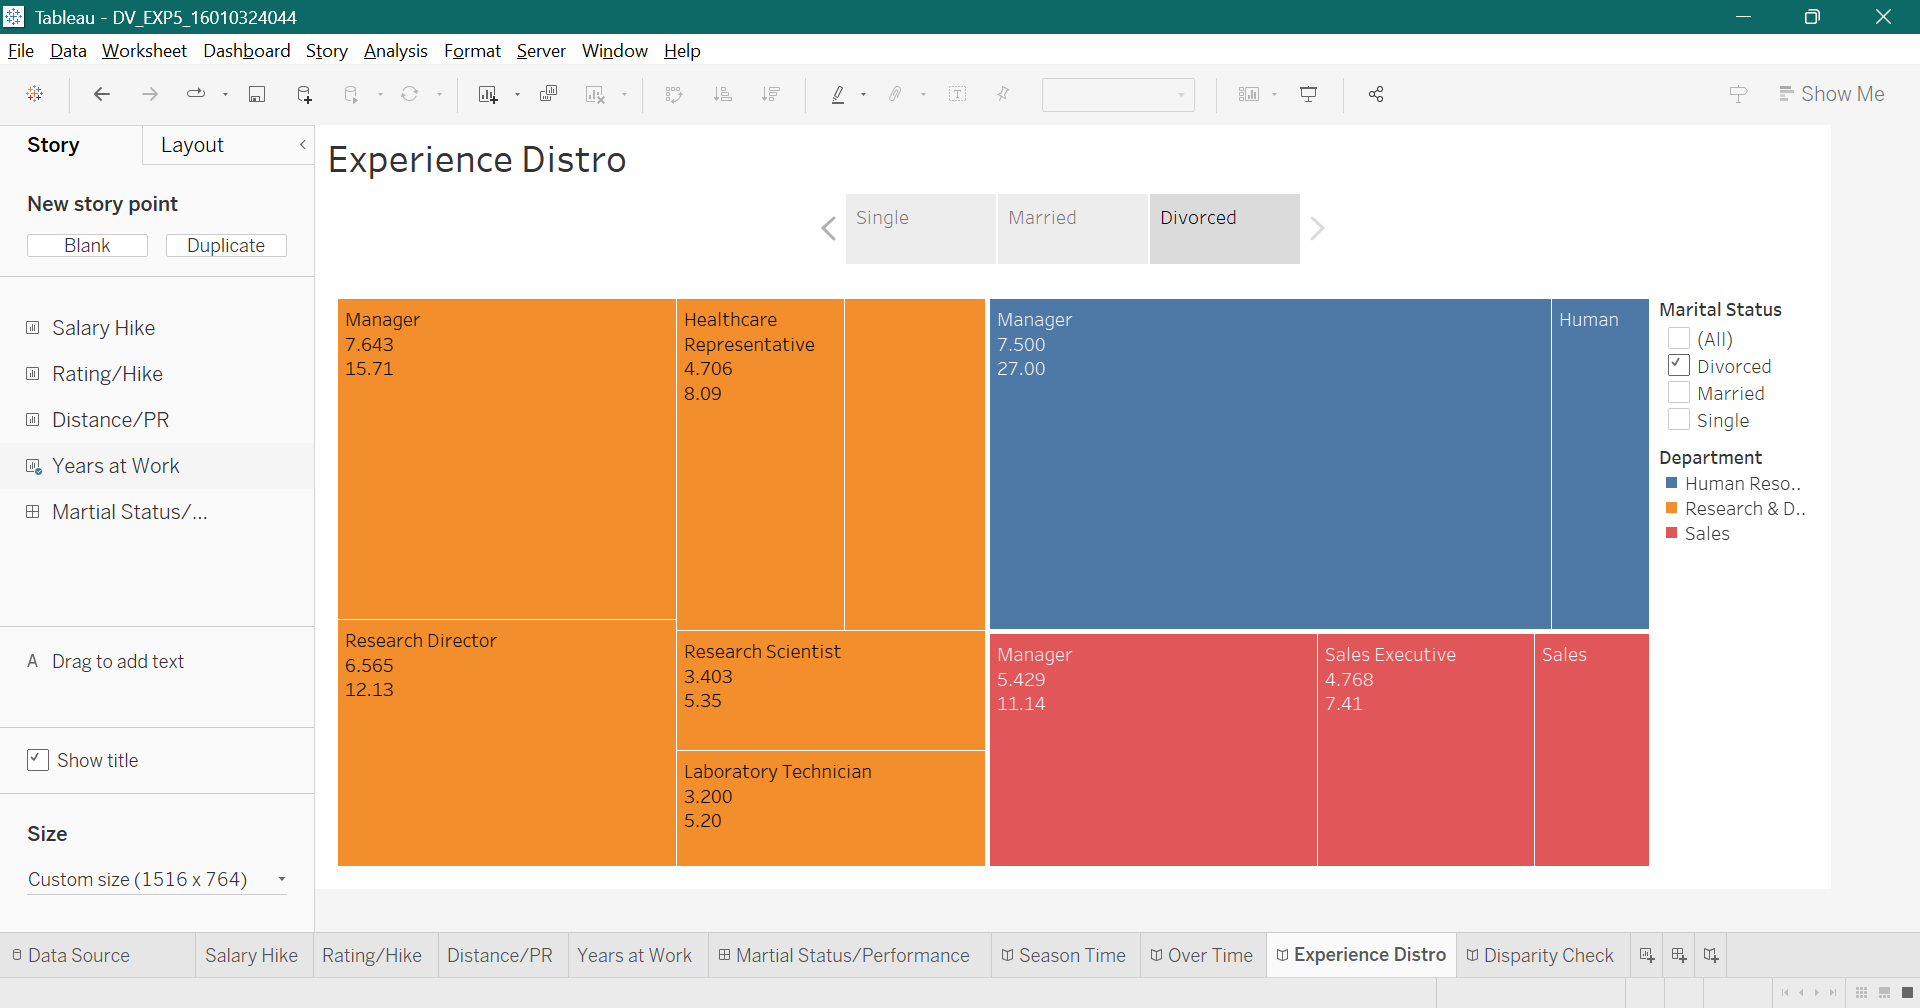 Tableau - DV_EXP5_16010324044
File Data Worksheet Dashboard Story Analysis Format Server Window Help
Show Me
Story
Layout
New story point
Blank
Duplicate
Salary Hike
Rating/Hike
Distance/PR
Years at Work
Martial Status/...
A Drag to add text
Show title
Size
Custom size (1516 x 764)
Experience Distro
Single
Married
Divorced
Manager
7.643
15.71
Healthcare
Representative
4.706
8.09
Research Director
6.565
12.13
Research Scientist
3.403
5.35
Laboratory Technician
3.200
5.20
Manager
7.500
27.00
Human
Manager
5.429
11.14
Sales Executive
4.768
7.41
Sales
Marital Status
(All)
Divorced
Married
Single
Department
Human Reso..
Research & D..
Sales
Data Source
Salary Hike
Rating/Hike
Distance/PR
Years at Work
Martial Status/Performance
Season Time
Over Time
Experience Distro
Disparity Check